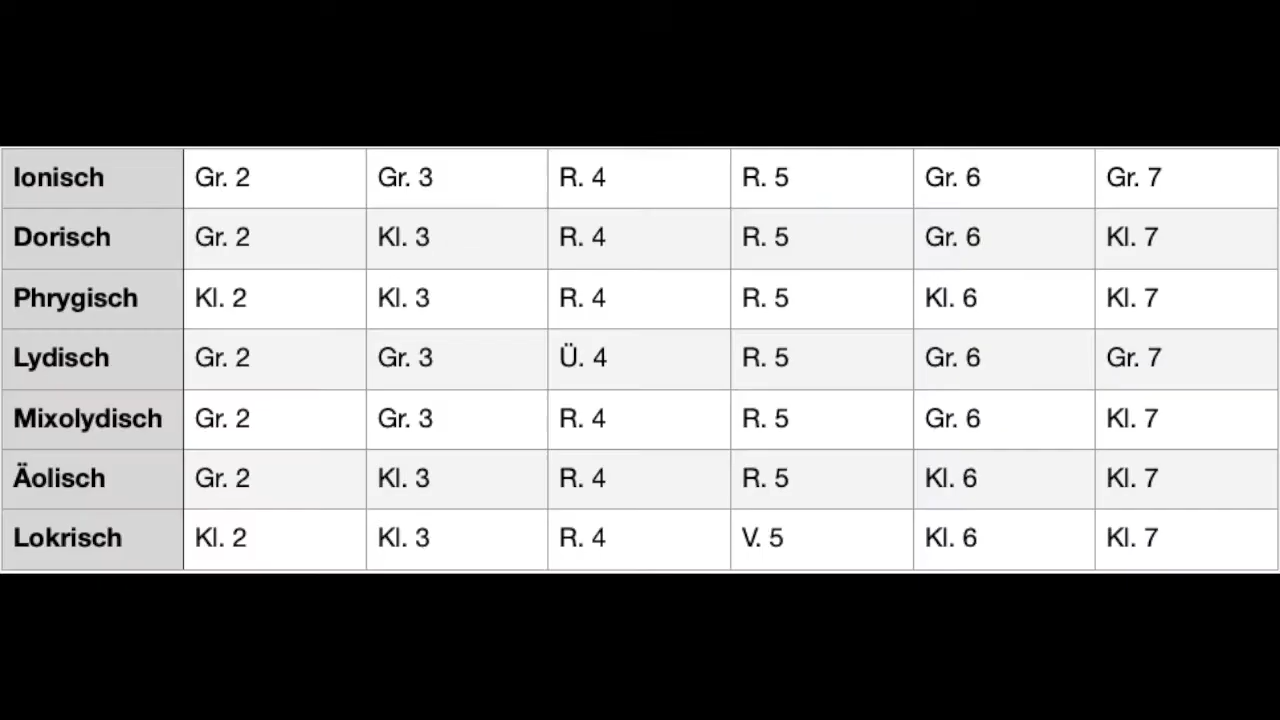 Ionisch Gr. 2 Gr. 3 R. 4 R. 5 Gr. 6 Gr. 7
Dorisch Gr. 2 Kl. 3 R. 4 R. 5 Gr. 6 Kl. 7
Phrygisch Kl. 2 Kl. 3 R. 4 R. 5 Kl. 6 Kl. 7
Lydisch Gr. 2 Gr. 3 Ü. 4 R. 5 Gr. 6 Gr. 7
Mixolydisch Gr. 2 Gr. 3 R. 4 R. 5 Gr. 6 Kl. 7
Äolisch Gr. 2 Kl. 3 R. 4 R. 5 Kl. 6 Kl. 7
Lokrisch Kl. 2 Kl. 3 R. 4 V. 5 Kl. 6 Kl. 7